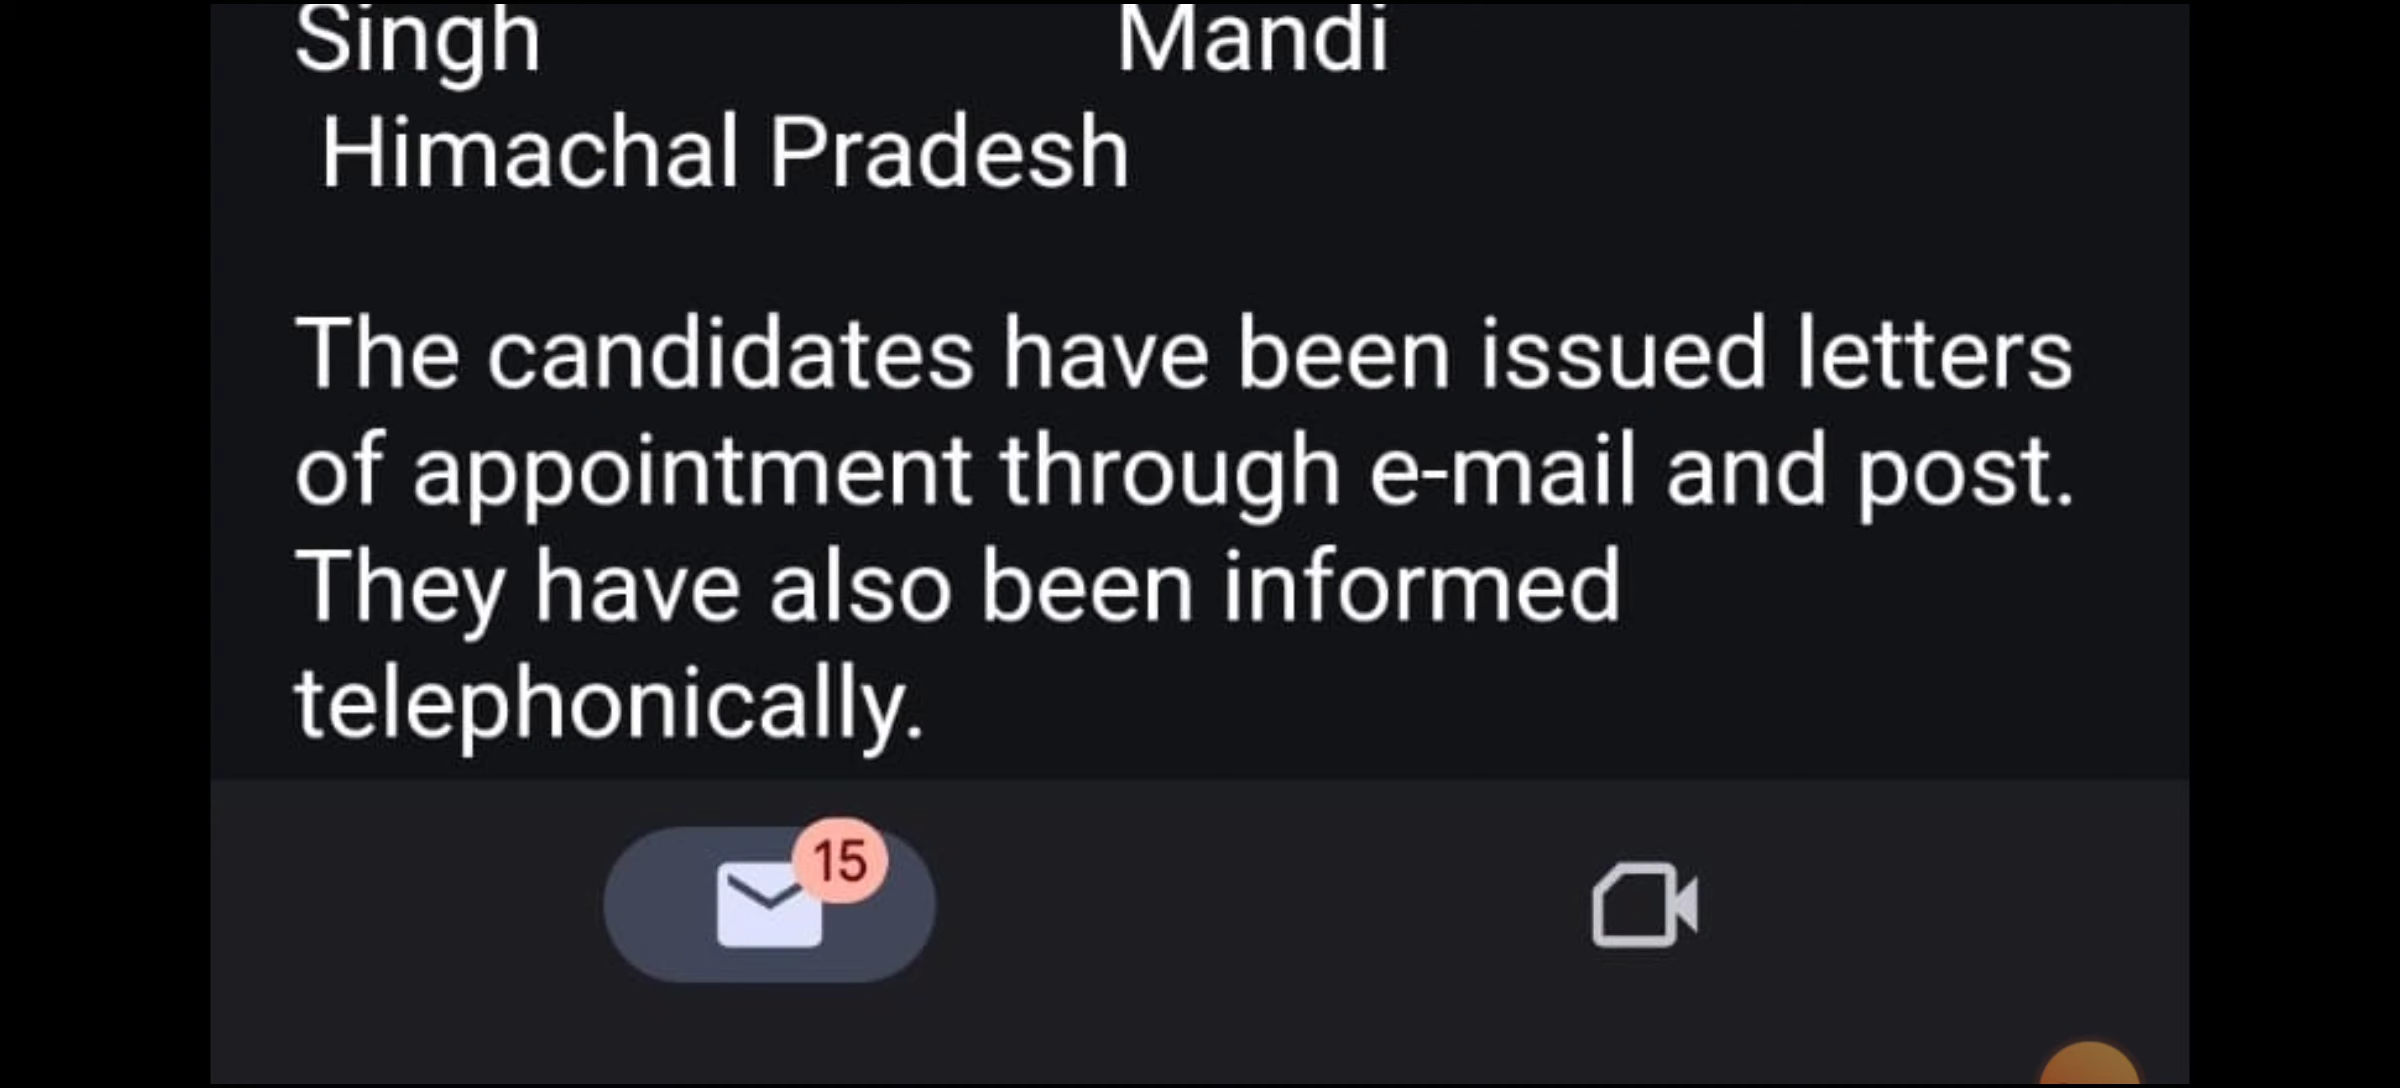 Singh Mandi
Himachal Pradesh
The candidates have been issued letters
of appointment through e-mail and post.
They have also been informed
telephonically.
15